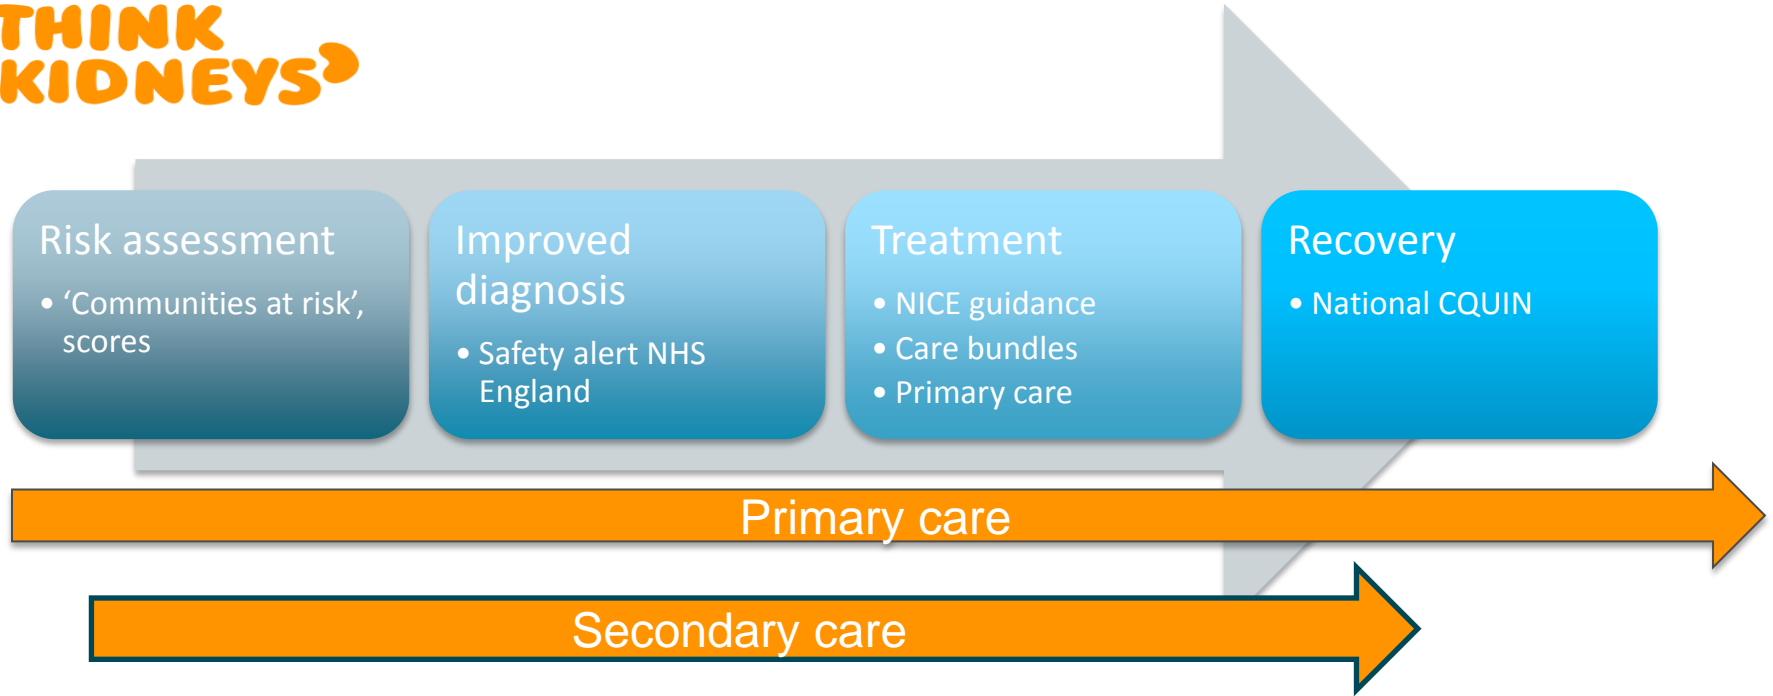 THINK
KIDNEYS
Risk assessment
• ‘Communities at risk’,
scores
Improved
diagnosis
• Safety alert NHS
England
Treatment
• NICE guidance
• Care bundles
• Primary care
Recovery
• National CQUIN
Primary care
Secondary care